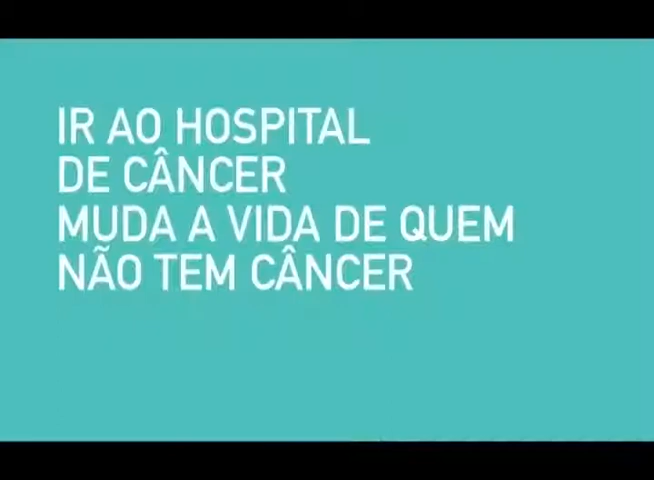 IR AO HOSPITAL
DE CÂNCER
MUDA A VIDA DE QUEM
NÃO TEM CÂNCER